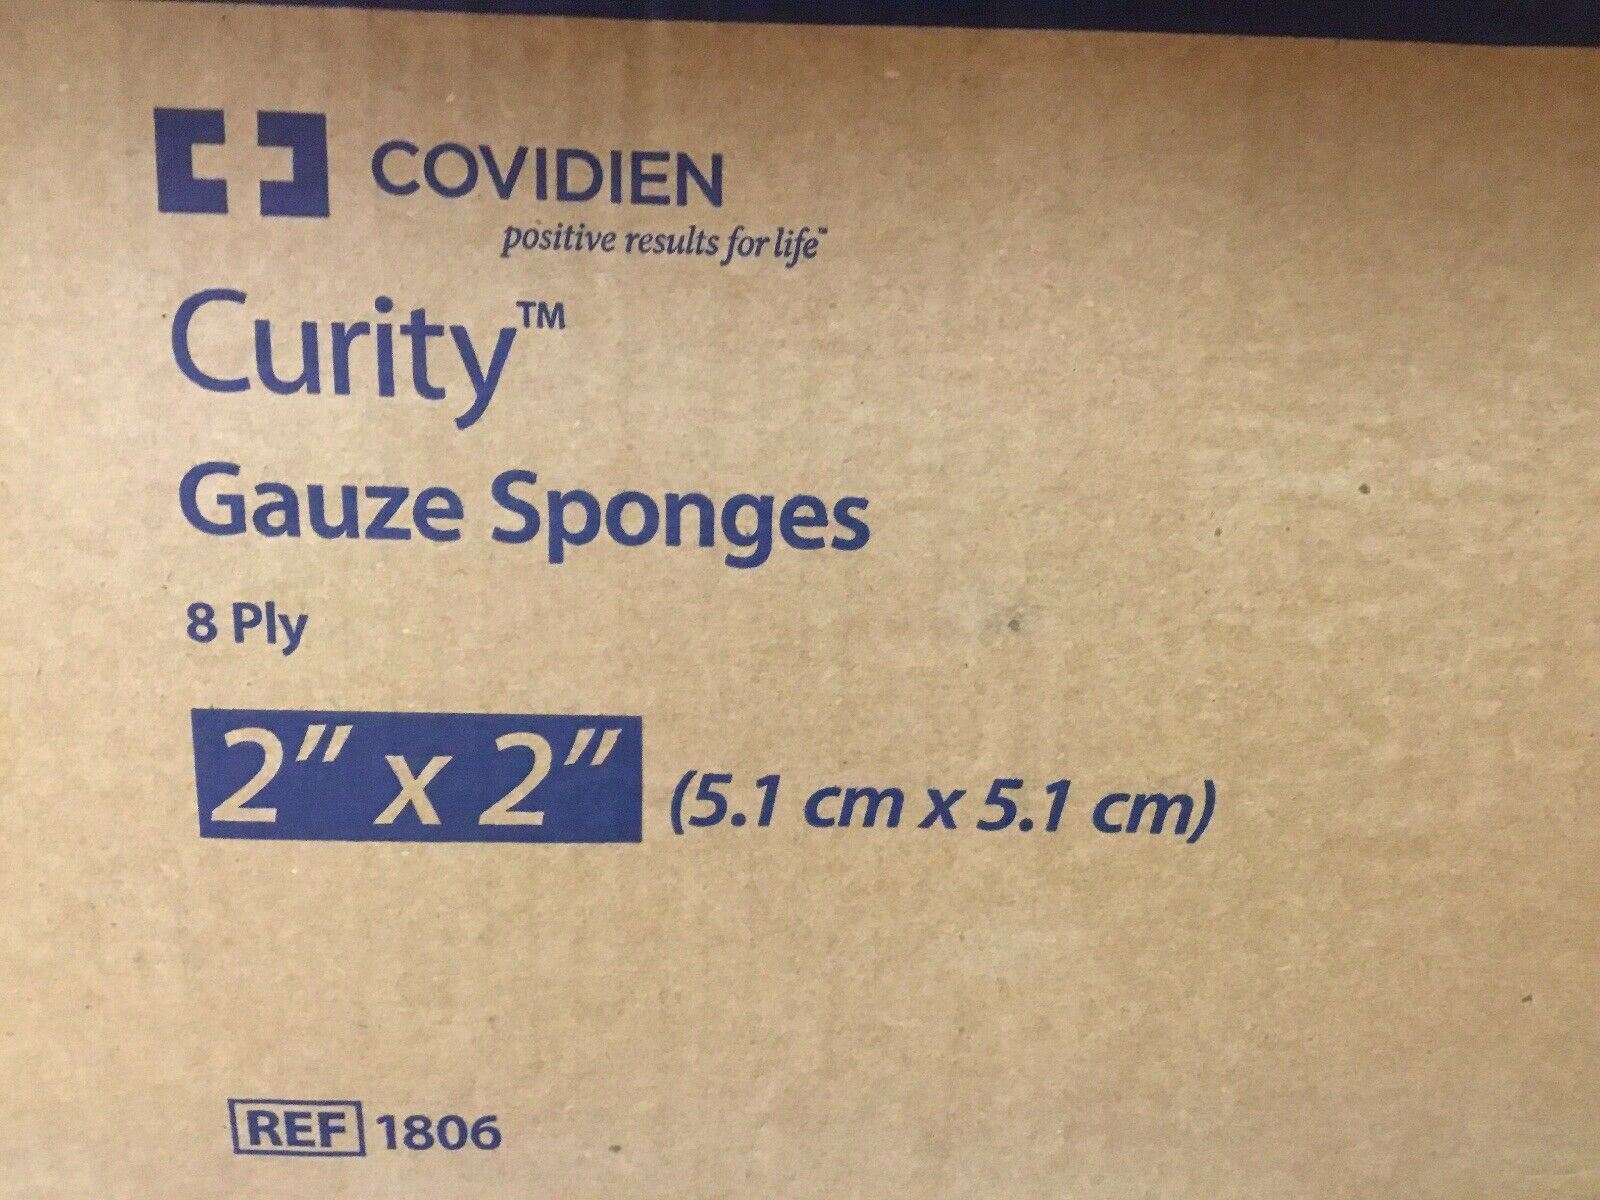 COVIDIEN
positive results for life™
Curity™
Gauze Sponges
8 Ply
2" x 2" (5.1 cm x 5.1 cm)
REF 1806